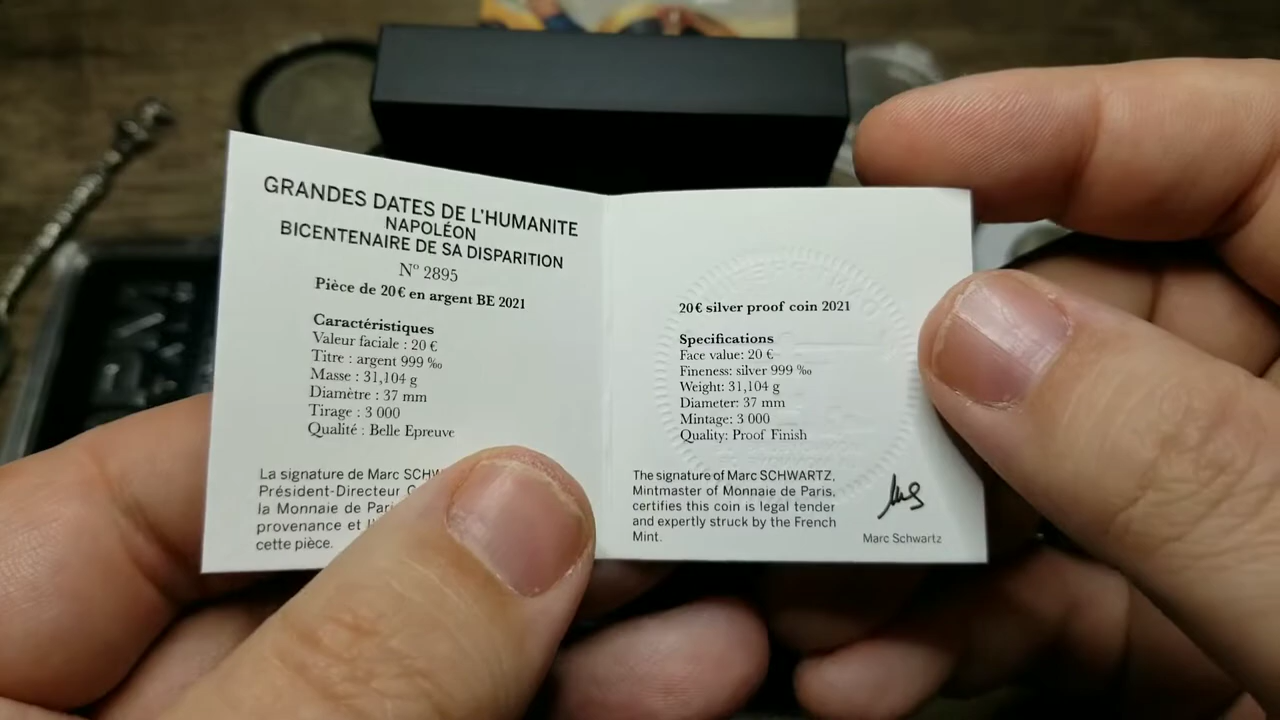 GRANDES DATES DE L'HUMANITE
NAPOLÉON
BICENTENAIRE DE SA DISPARITION
Nº 2895
Pièce de 20€ en argent BE 2021
Caractéristiques
Valeur faciale : 20 €
Titre : argent 999 ‰
Masse : 31,104 g
Diamètre : 37 mm
Tirage : 3 000
Qualité : Belle Epreuve
La signature de Marc
Président-Directeur
la Monnaie de
provenance et
cette pièce.
20€ silver proof coin 2021
Specifications
Face value: 20 €
Fineness: silver 999 ‰
Weight: 31,104 g
Diameter: 37 mm
Mintage: 3 000
Quality: Proof Finish
The signature of Marc SCHWARTZ,
Mintmaster of Monnaie de Paris,
certifies this coin is legal tender
and expertly struck by the French
Mint.
Marc Schwartz